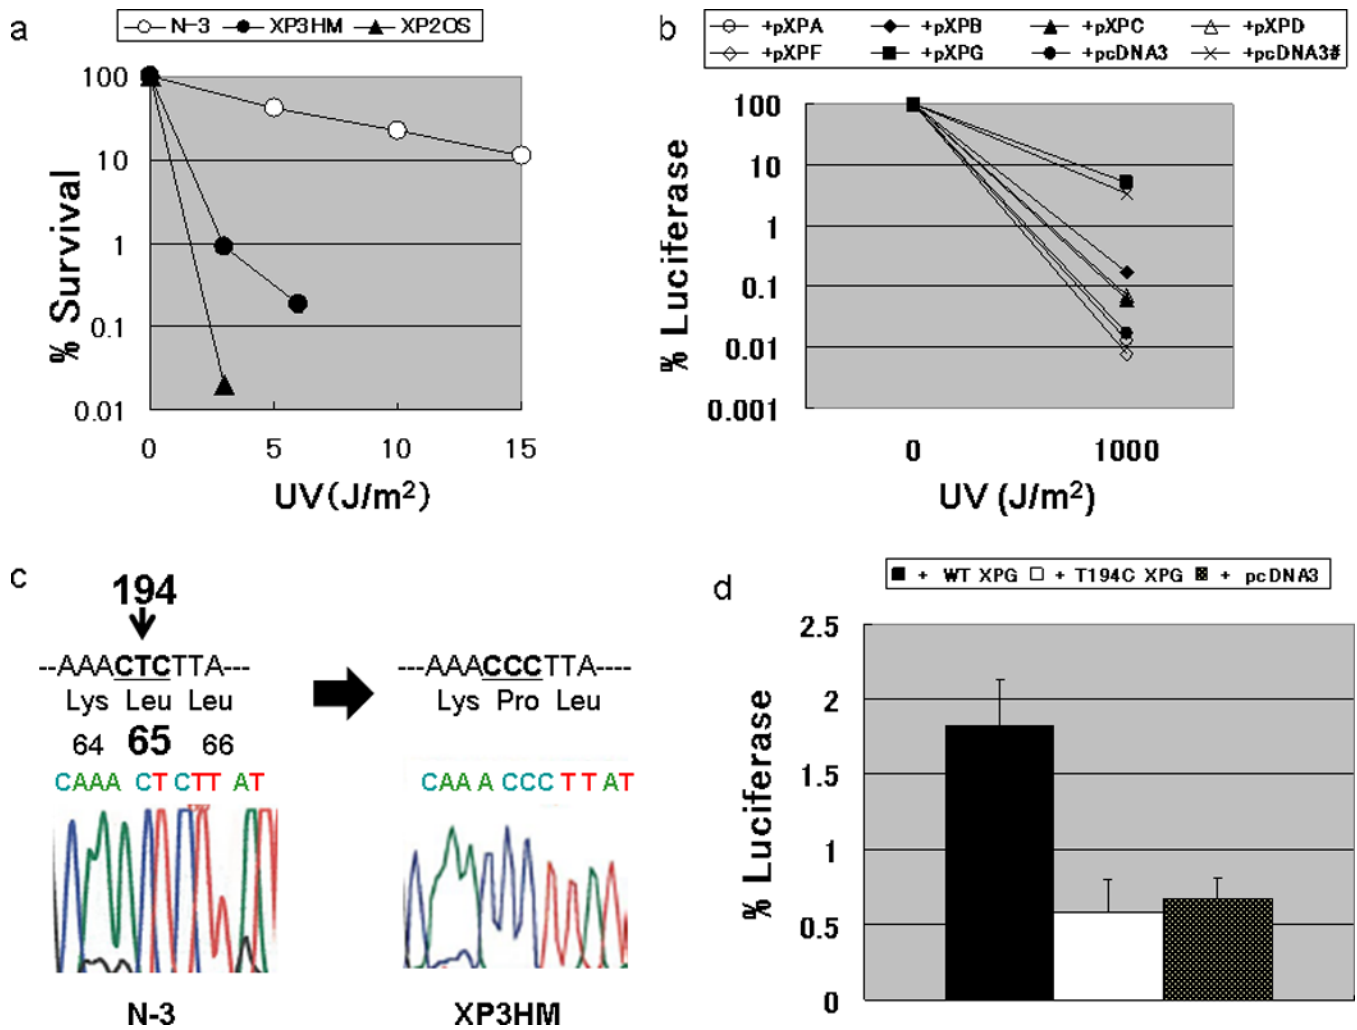 a
N-3 XP3HM XP2OS
% Survival
100
10
1
0.1
0.01
0 5 10 15
UV(J/m²)
b
+pXPA +pXPB +pXPC +pXPD
+pXPF +pXPG +pcDNA3 +pcDNA3#
% Luciferase
100
10
1
0.1
0.01
0.001
0 1000
UV (J/m²)
c
194
--AAACTCTTA---
Lys Leu Leu
64 65 66
CAAA CT CTT AT
N-3
---AAACCCTTA----
Lys Pro Leu
CAA A CCC T T AT
XP3HM
d
+ WT XPG + T194C XPG + pcDNA3
% Luciferase
2.5
2
1.5
1
0.5
0